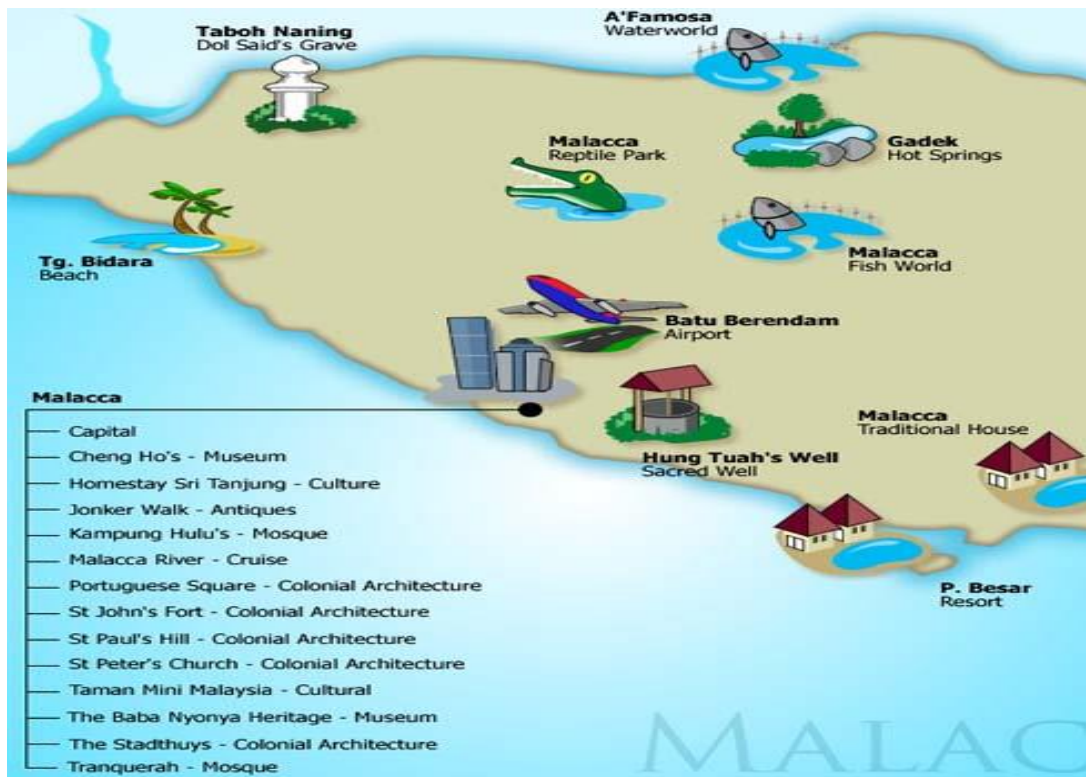 Taboh Naning
Dol Said's Grave
A'Famosa
Waterworld
Malacca
Reptile Park
Gadek
Hot Springs
Tg. Bidara
Beach
Malacca
Fish World
Batu Berendam
Airport
Malacca
Capital
Cheng Ho's - Museum
Homestay Sri Tanjung - Culture
Jonker Walk - Antiques
Kampung Hulu's - Mosque
Malacca River - Cruise
Portuguese Square - Colonial Architecture
St John's Fort - Colonial Architecture
St Paul's Hill - Colonial Architecture
St Peter's Church - Colonial Architecture
Taman Mini Malaysia - Cultural
The Baba Nyonya Heritage - Museum
The Stadthuys - Colonial Architecture
Tranquerah - Mosque
Hung Tuah's Well
Sacred Well
Malacca
Traditional House
P. Besar
Resort
MALAC